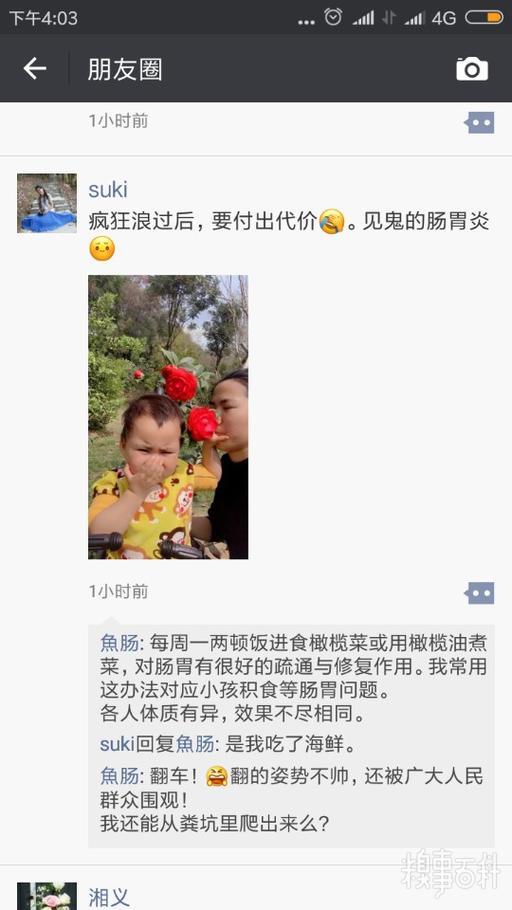 下午4:03
... 4G
朋友圈
1小时前
suki
疯狂浪过后，要付出代价。见鬼的肠胃炎
1小时前
魚肠: 每周一两顿饭进食橄榄菜或用橄榄油煮
菜，对肠胃有很好的疏通与修复作用。我常用
这办法对应小孩积食等肠胃问题。
各人体质有异，效果不尽相同。
suki回复魚肠: 是我吃了海鲜。
魚肠: 翻车！翻的姿势不帅，还被广大人民
群众围观！
我还能从粪坑里爬出来么？
湘义
糗事百科